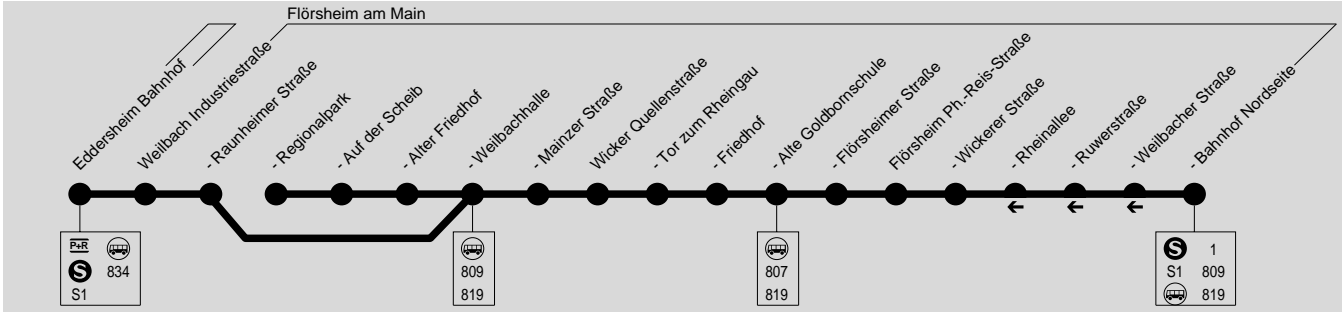 Flörsheim am Main
Eddersheim Bahnhof
Weilbach Industriestraße
- Raunheimer Straße
- Regionalpark
- Auf der Scheib
- Alter Friedhof
- Weilbachhalle
- Mainzer Straße
Wicker Quellenstraße
- Tor zum Rheingau
- Friedhof
- Alte Goldbornschule
- Flörsheimer Straße
Flörsheim Ph.-Reis-Straße
- Wickerer Straße
- Rheinallee
- Ruwerstraße
- Weilbacher Straße
- Bahnhof Nordseite
P+R
S 834
S1
809
819
807
819
S 1
S1 809
819